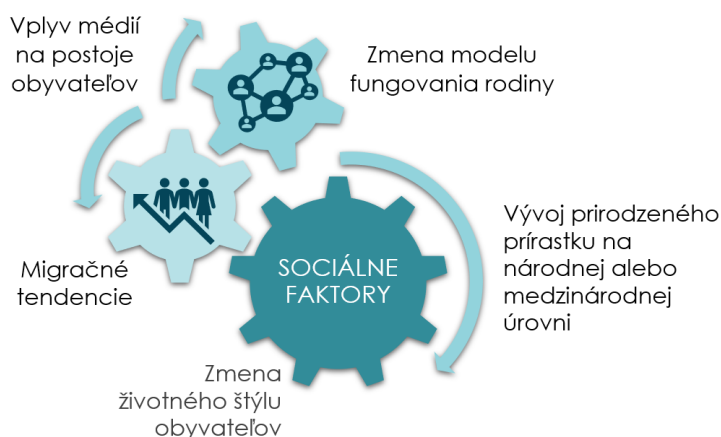 Vplyv médií
na postoje
obyvateľov
Zmena modelu
fungovania rodiny
Migračné
tendencie
SOCIÁLNE
FAKTORY
Vývoj prirodzeného
prírastku na
národnej alebo
medzinárodnej
úrovni
Zmena
životného štýlu
obyvateľov